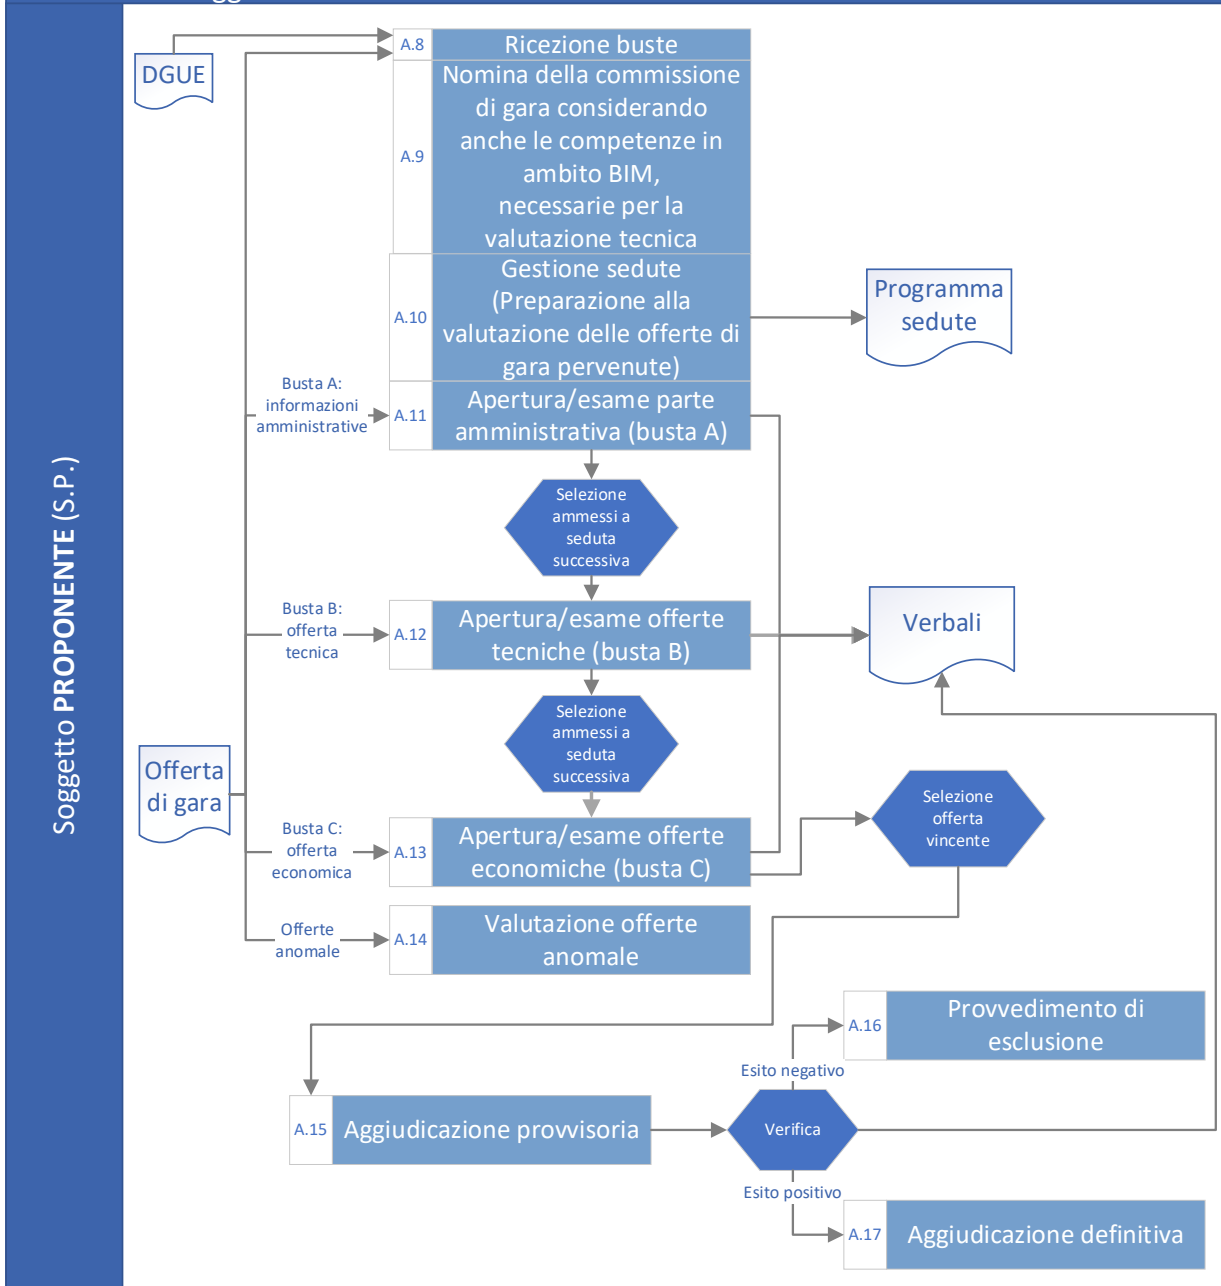 DGUE
A.8
Ricezione buste
A.9
Nomina della commissione
di gara considerando
anche le competenze in
ambito BIM,
necessarie per la
valutazione tecnica
A.10
Gestione sedute
(Preparazione alla
valutazione delle offerte di
gara pervenute)
Programma
sedute
Busta A:
informazioni
amministrative
A.11
Apertura/esame parte
amministrativa (busta A)
Selezione
ammessi a
seduta
successiva
Soggetto PROPONENTE (S.P.)
Busta B:
offerta
tecnica
A.12
Apertura/esame offerte
tecniche (busta B)
Verbali
Selezione
ammessi a
seduta
successiva
Offerta
di gara
Busta C:
offerta
economica
A.13
Apertura/esame offerte
economiche (busta C)
Selezione
offerta
vincente
Offerte
anomale
A.14
Valutazione offerte
anomale
A.16
Provvedimento di
esclusione
Esito negativo
A.15
Aggiudicazione provvisoria
Verifica
Esito positivo
A.17
Aggiudicazione definitiva